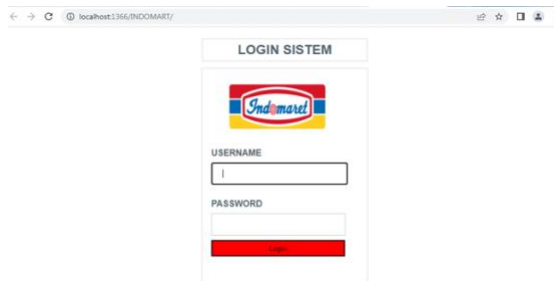 localhost:1366/INDOMART/
LOGIN SISTEM
Indomaret
USERNAME
PASSWORD
Login